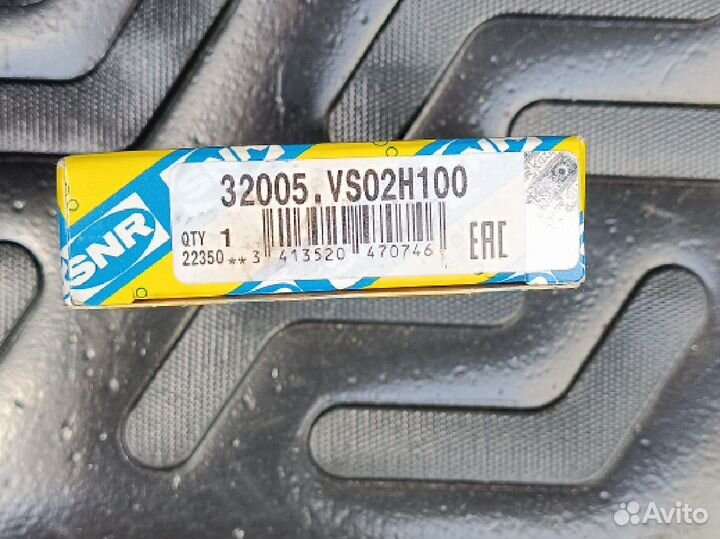 SNR
32005.VS02H100
QTY 1
22350 ** 3 413520 470746
EAC
Avito